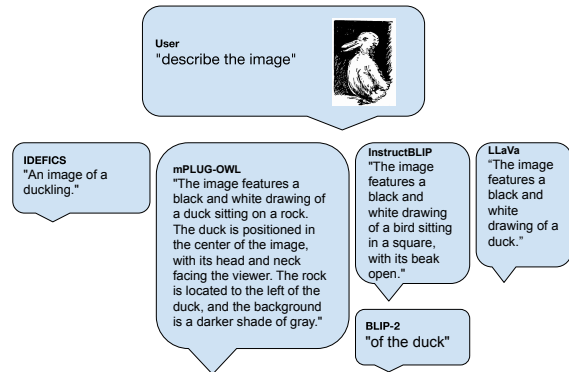 User
"describe the image"
IDEFICS
"An image of a
duckling."
mPLUG-OWL
"The image features a
black and white drawing of
a duck sitting on a rock.
The duck is positioned in
the center of the image,
with its head and neck
facing the viewer. The rock
is located to the left of the
duck, and the background
is a darker shade of gray."
InstructBLIP
"The image
features a
black and
white drawing
of a bird sitting
in a square,
with its beak
open."
BLIP-2
"of the duck"
LLaVa
“The image
features a
black and
white
drawing of a
duck.”